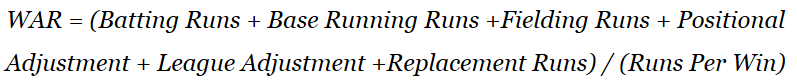 WAR = (Batting Runs + Base Running Runs +Fielding Runs + Positional
Adjustment + League Adjustment +Replacement Runs) / (Runs Per Win)